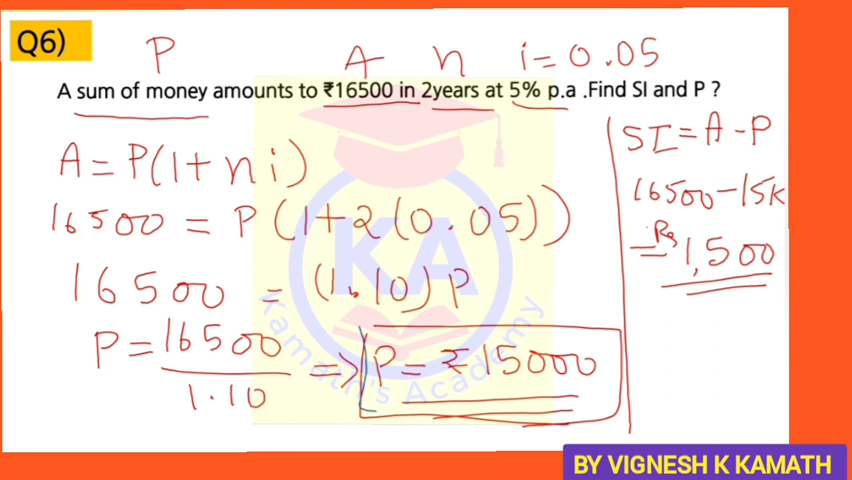 Q6)
P A n i = 0.05
A sum of money amounts to ₹16500 in 2years at 5% p.a .Find SI and P ?
A = P(1+ni)
16500 = P(1+2(0.05))
16500 = (1.10)P
P = 16500/1.10 => P = ₹15000
SI = A - P
16500 - 15K
= Rs 1,500
KA
Kamath's Academy
BY VIGNESH K KAMATH